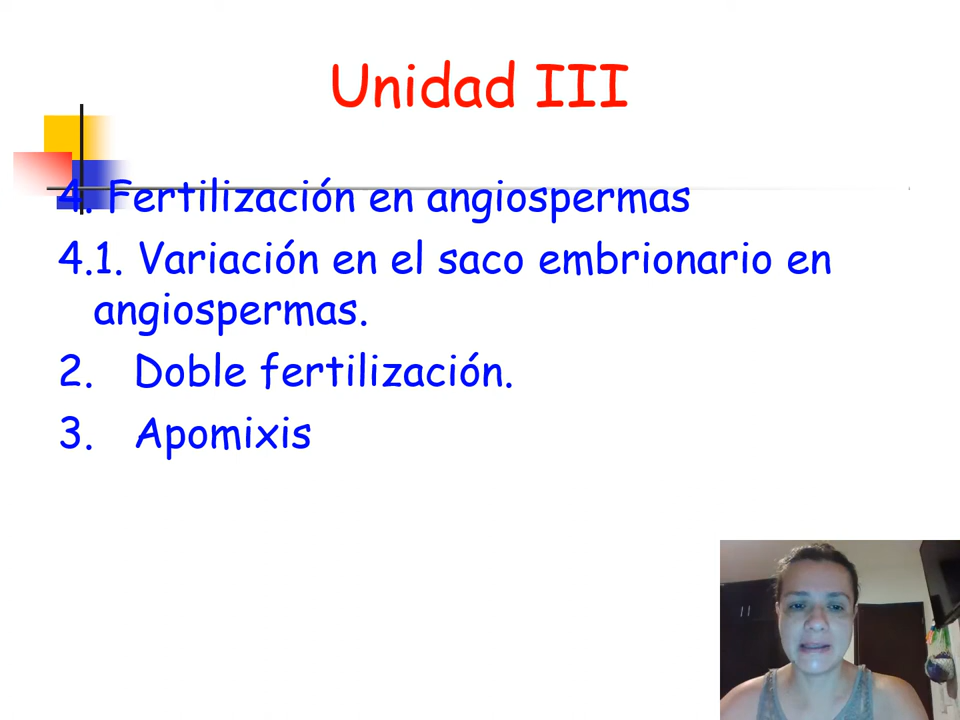 Unidad III
4. Fertilización en angiospermas
4.1. Variación en el saco embrionario en
angiospermas.
2. Doble fertilización.
3. Apomixis